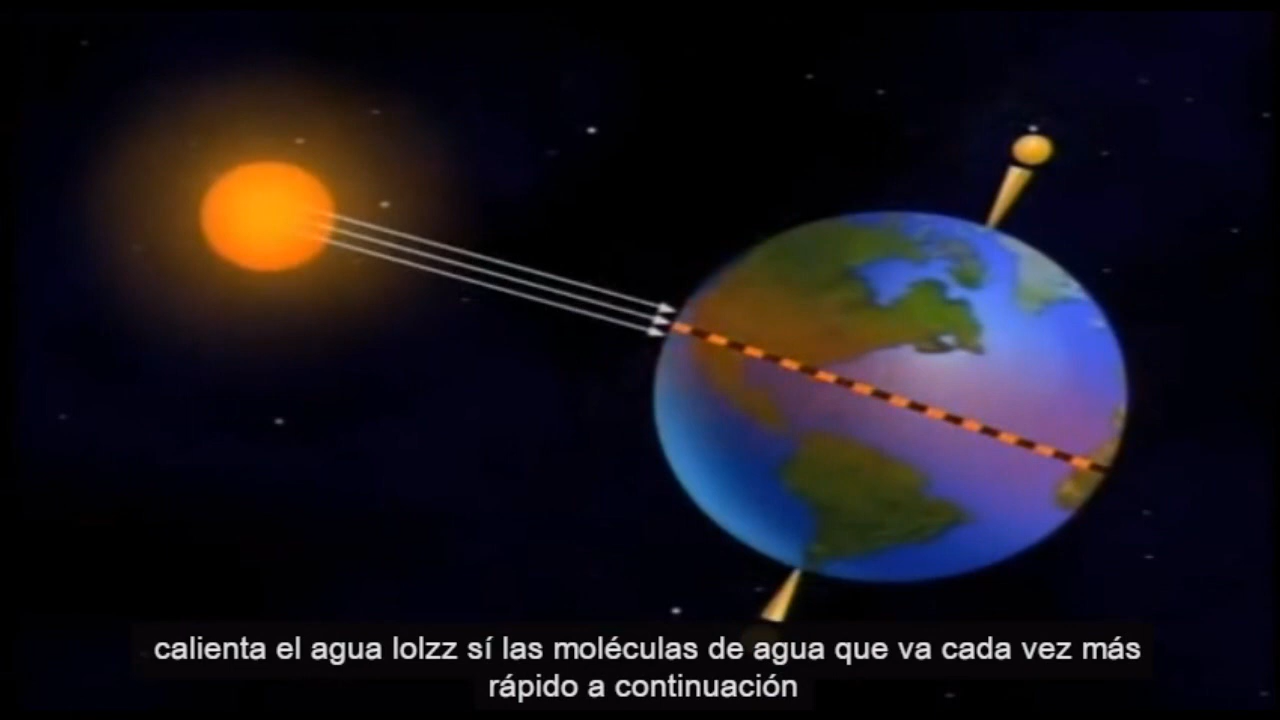 calienta el agua lolzz sí las moléculas de agua que va cada vez más
rápido a continuación